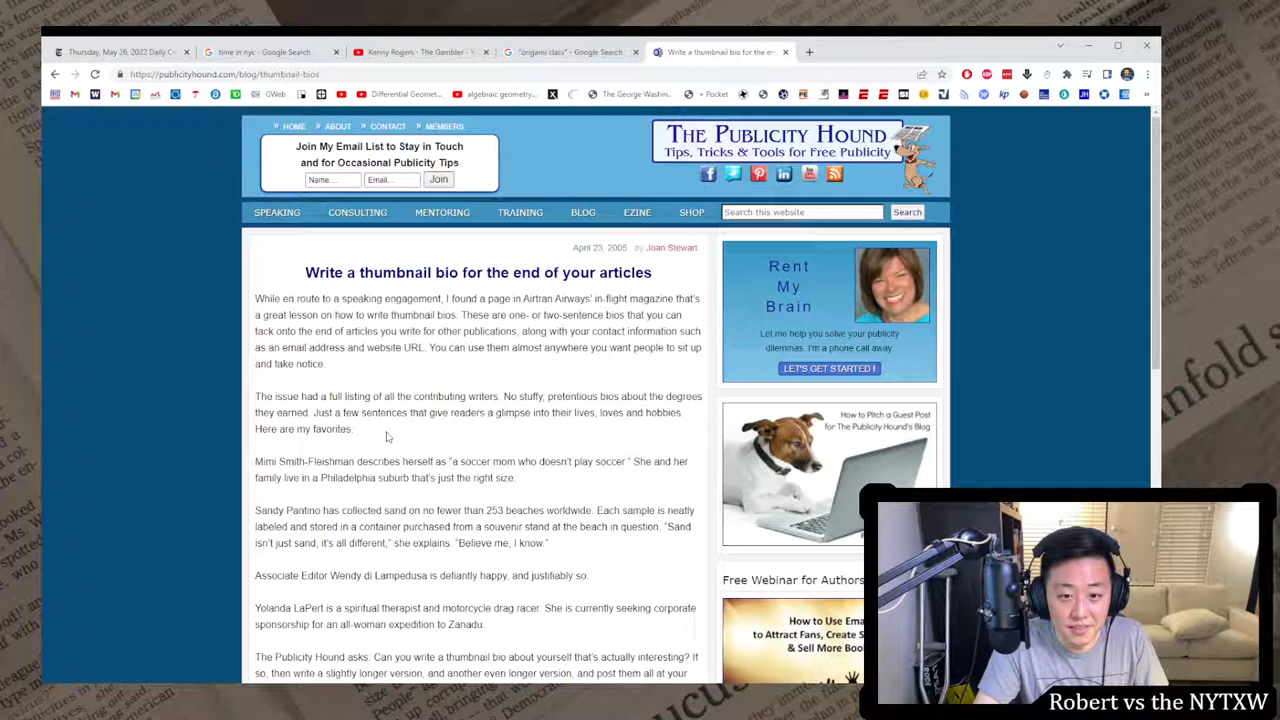 Thursday, May 26, 2022 Daily C
time in nyc - Google Search
Kenny Rogers - The Gambler - Y
"origami class" - Google Search
Write a thumbnail bio for the en
https://publicityhound.com/blog/thumbnail-bios
GWeb
Differential Geomet...
algebraic geometry...
The George Washin...
+ Pocket
HOME
ABOUT
CONTACT
MEMBERS
Join My Email List to Stay in Touch
and for Occasional Publicity Tips
Name...
Email...
Join
THE PUBLICITY HOUND
Tips, Tricks & Tools for Free Publicity
SPEAKING
CONSULTING
MENTORING
TRAINING
BLOG
EZINE
SHOP
Search this website
Search
April 23, 2005 by Joan Stewart
Write a thumbnail bio for the end of your articles
While en route to a speaking engagement, I found a page in Airtran Airways' in-flight magazine that's
a great lesson on how to write thumbnail bios. These are one- or two-sentence bios that you can
tack onto the end of articles you write for other publications, along with your contact information such
as an email address and website URL. You can use them almost anywhere you want people to sit up
and take notice.
The issue had a full listing of all the contributing writers. No stuffy, pretentious bios about the degrees
they earned. Just a few sentences that give readers a glimpse into their lives, loves and hobbies.
Here are my favorites.
Mimi Smith-Fleishman describes herself as "a soccer mom who doesn't play soccer." She and her
family live in a Philadelphia suburb that's just the right size.
Sandy Pantino has collected sand on no fewer than 253 beaches worldwide. Each sample is neatly
labeled and stored in a container purchased from a souvenir stand at the beach in question. "Sand
isn't just sand, it's all different," she explains. "Believe me, I know."
Associate Editor Wendy di Lampedusa is defiantly happy, and justifiably so.
Yolanda LaPert is a spiritual therapist and motorcycle drag racer. She is currently seeking corporate
sponsorship for an all-woman expedition to Zanadu.
The Publicity Hound asks: Can you write a thumbnail bio about yourself that's actually interesting? If
so, then write a slightly longer version, and another even longer version, and post them all at your
Rent
My
Brain
Let me help you solve your publicity
dilemmas. I'm a phone call away
LET'S GET STARTED !
How to Pitch a Guest Post
for The Publicity Hound's Blog
Free Webinar for Authors
How to Use Ema
to Attract Fans, Create S
& Sell More Boo
Robert vs the NYTXW